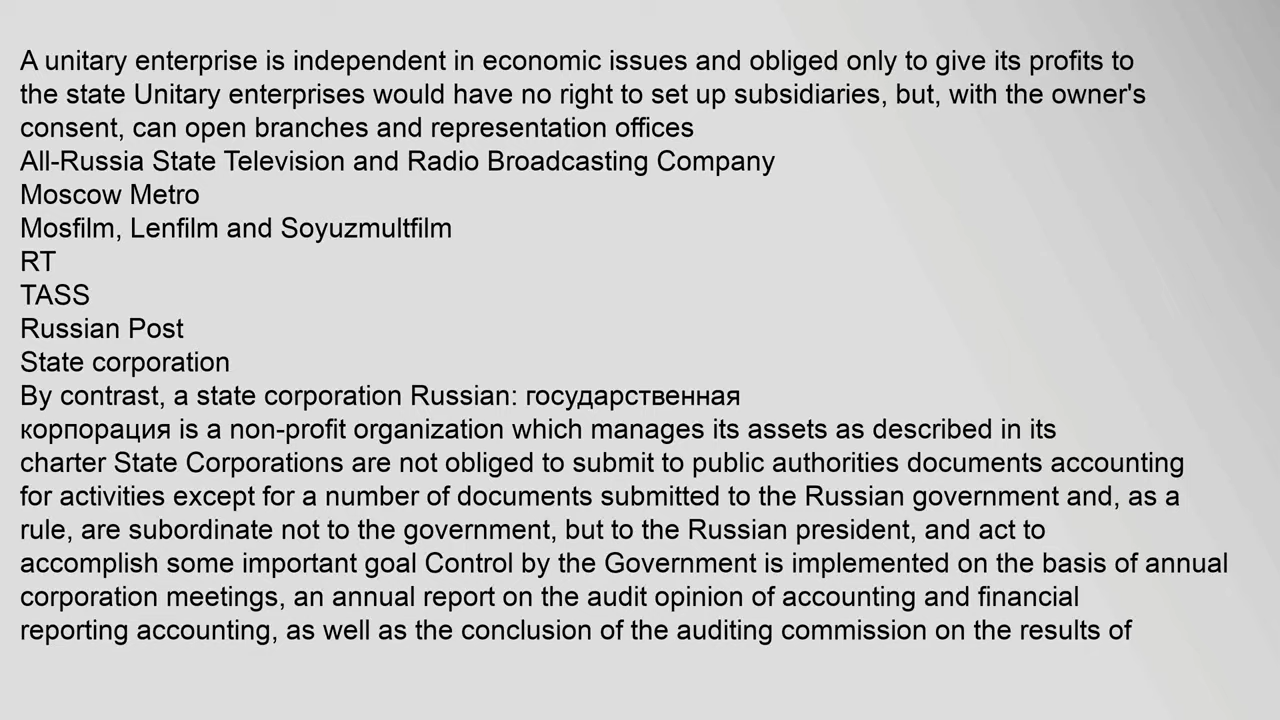 A unitary enterprise is independent in economic issues and obliged only to give its profits to
the state Unitary enterprises would have no right to set up subsidiaries, but, with the owner's
consent, can open branches and representation offices
All-Russia State Television and Radio Broadcasting Company
Moscow Metro
Mosfilm, Lenfilm and Soyuzmultfilm
RT
TASS
Russian Post
State corporation
By contrast, a state corporation Russian: государственная
корпорация is a non-profit organization which manages its assets as described in its
charter State Corporations are not obliged to submit to public authorities documents accounting
for activities except for a number of documents submitted to the Russian government and, as a
rule, are subordinate not to the government, but to the Russian president, and act to
accomplish some important goal Control by the Government is implemented on the basis of annual
corporation meetings, an annual report on the audit opinion of accounting and financial
reporting accounting, as well as the conclusion of the auditing commission on the results of